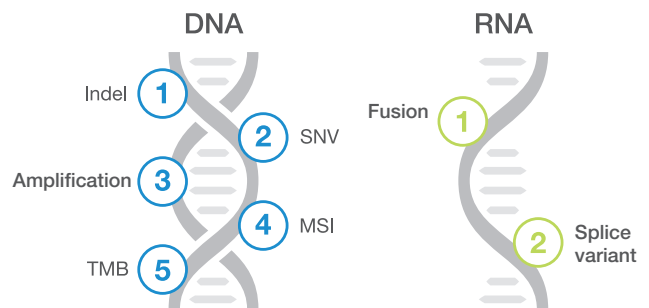 DNA
Indel 1
2 SNV
Amplification 3
4 MSI
TMB 5
RNA
Fusion 1
2 Splice
variant